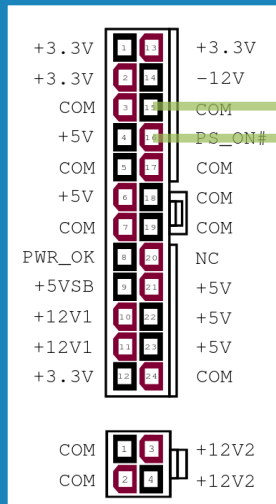 +3.3V 1 13 +3.3V
+3.3V 2 14 -12V
COM 3 15 COM
+5V 4 16 PS_ON#
COM 5 17 COM
+5V 6 18 COM
COM 7 19 COM
PWR_OK 8 20 NC
+5VSB 9 21 +5V
+12V1 10 22 +5V
+12V1 11 23 +5V
+3.3V 12 24 COM
COM 1 3 +12V2
COM 2 4 +12V2